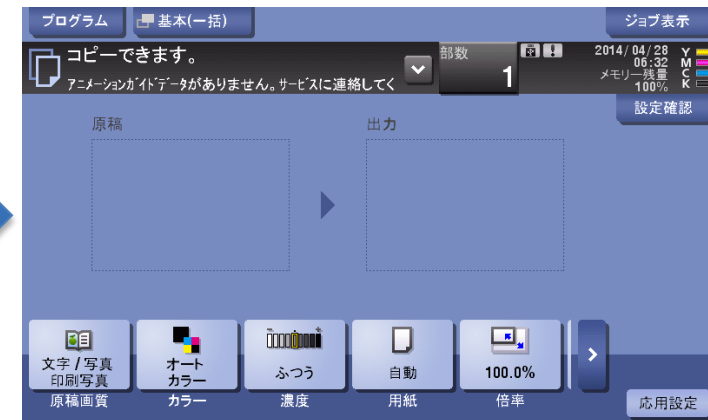 プログラム
基本(一括)
ジョブ表示
コピーできます。
アニメーションガイドデータがありません。サービスに連絡してく
部数
1
2014/04/28
06:32
メモリー残量
100%
Y
M
C
K
設定確認
原稿
出力
文字/写真
印刷写真
オート
カラー
ふつう
自動
100.0%
原稿画質
カラー
濃度
用紙
倍率
応用設定